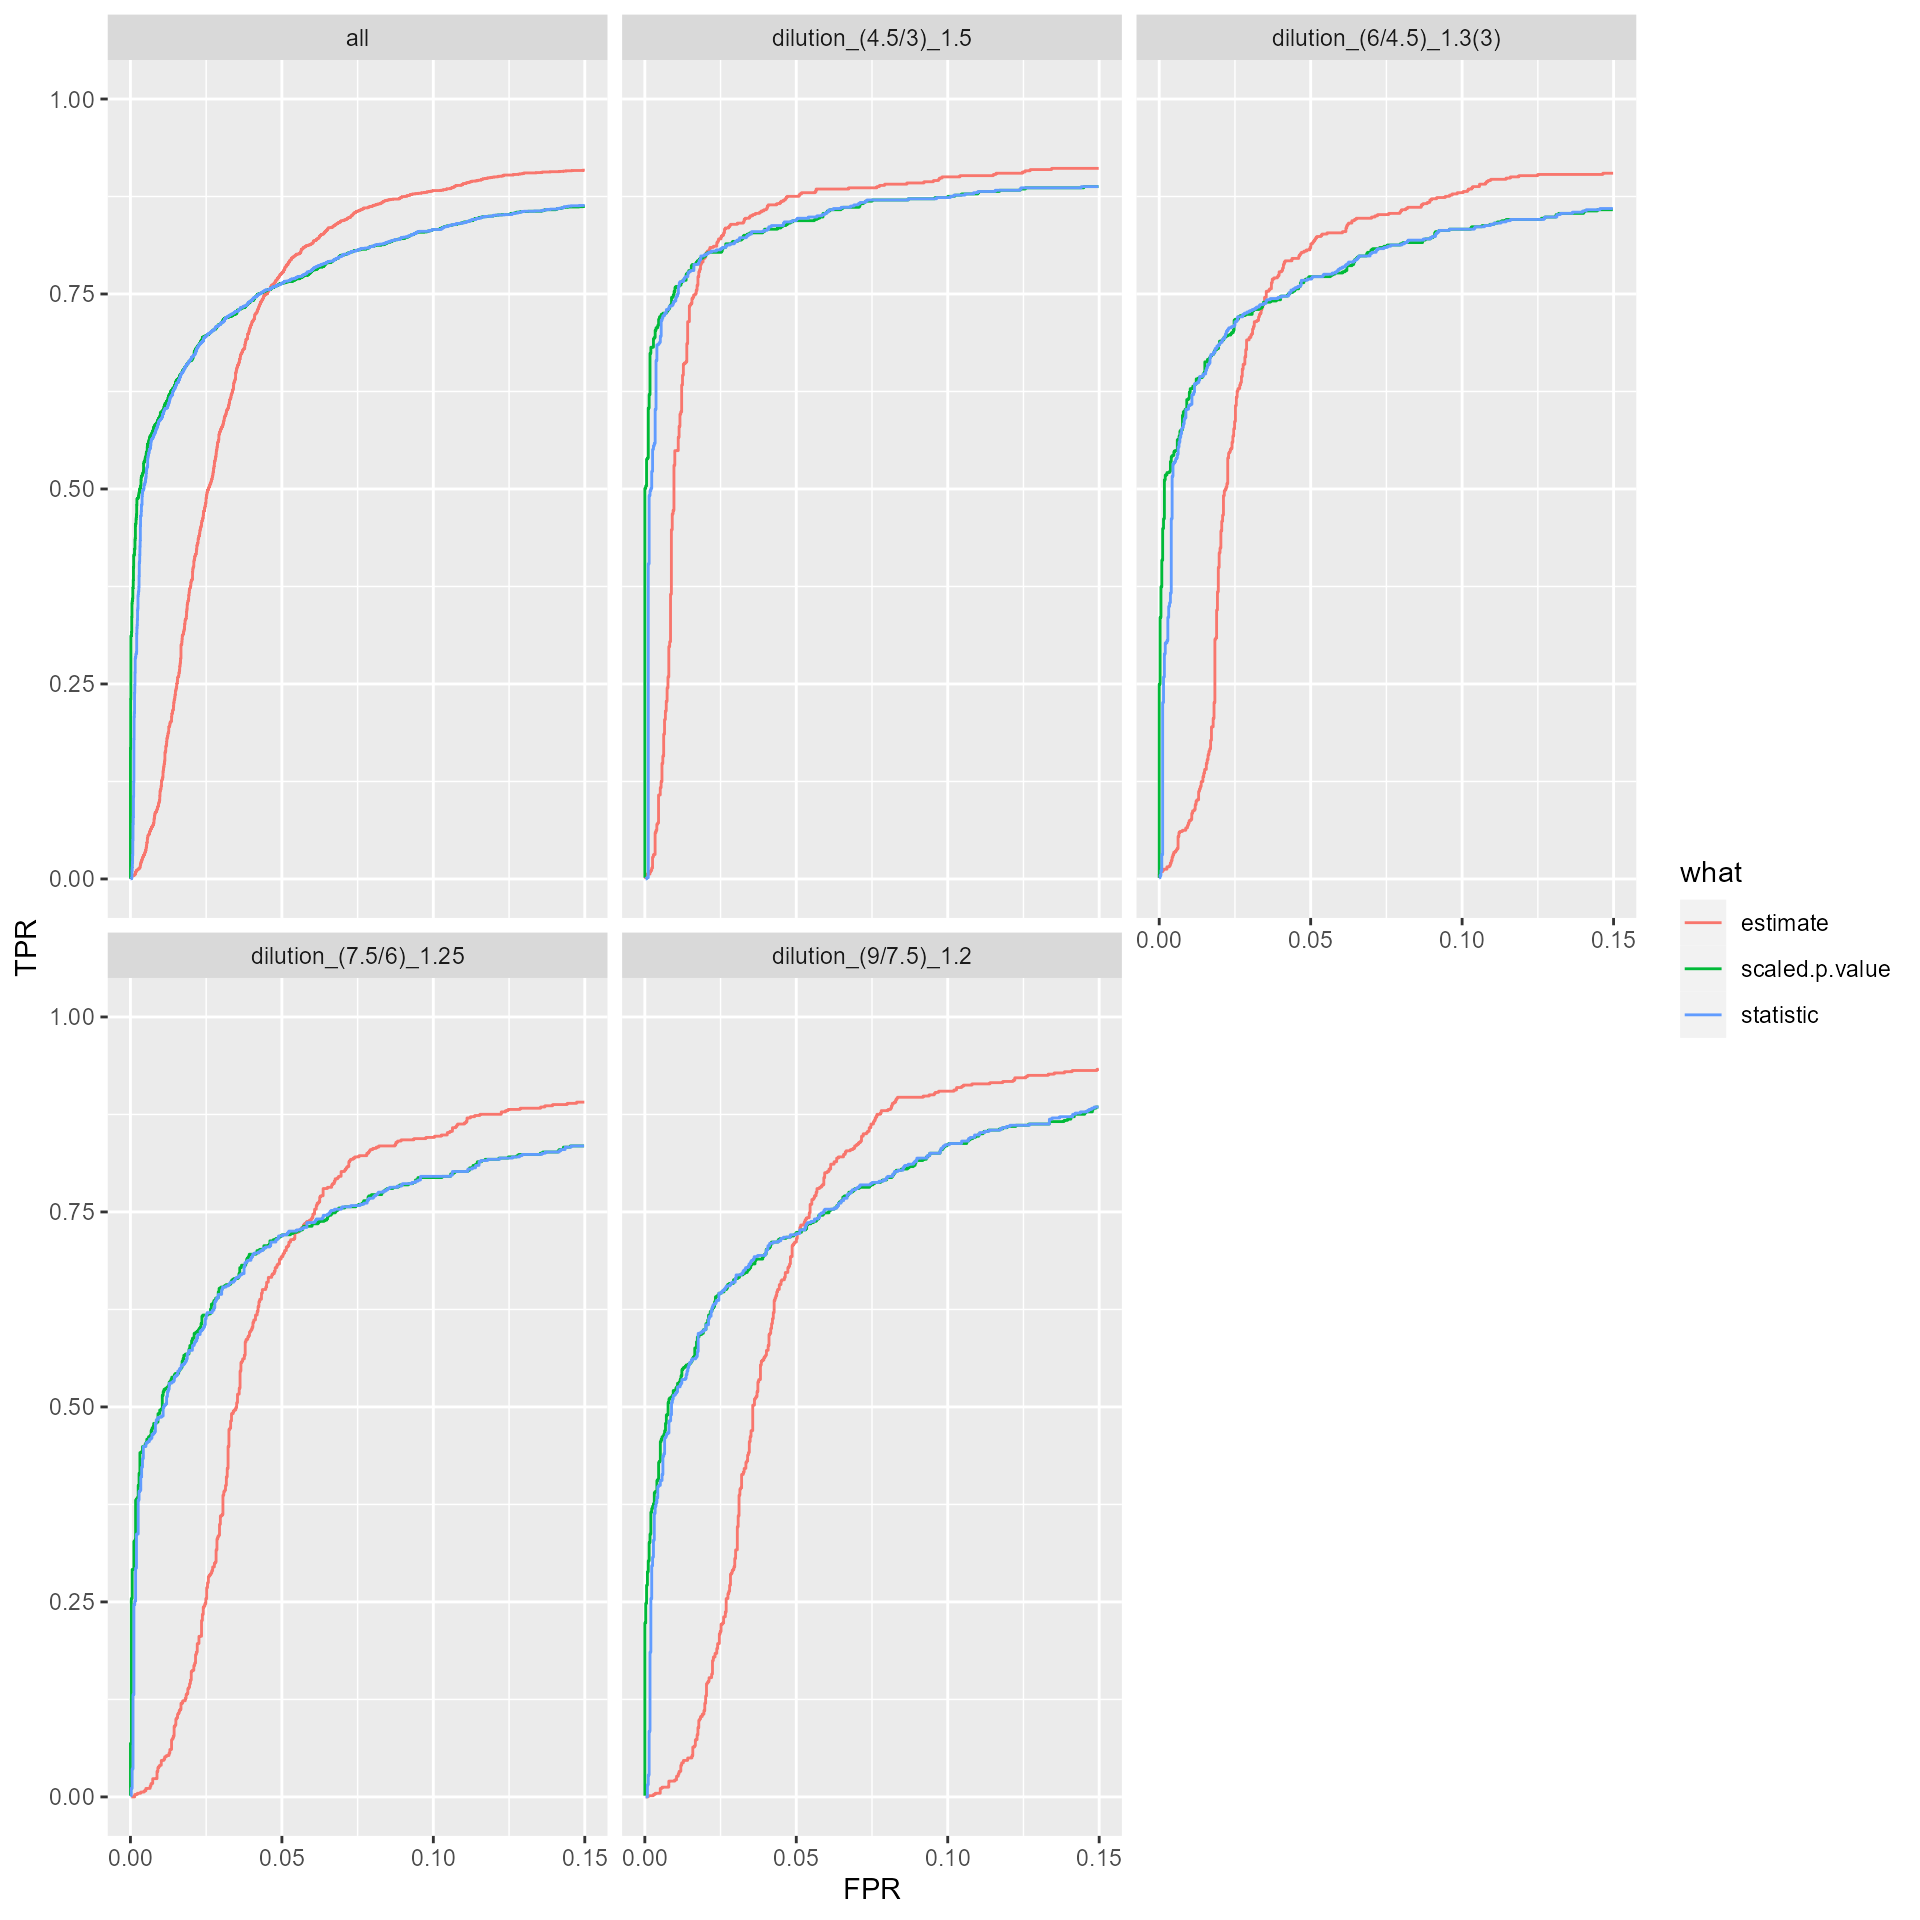 all
dilution_(4.5/3)_1.5
dilution_(6/4.5)_1.3(3)
1.00
0.75
0.50
0.25
0.00
0.00 0.05 0.10 0.15
TPR
dilution_(7.5/6)_1.25
dilution_(9/7.5)_1.2
1.00
0.75
0.50
0.25
0.00
0.00 0.05 0.10 0.15
0.00 0.05 0.10 0.15
FPR
what
estimate
scaled.p.value
statistic